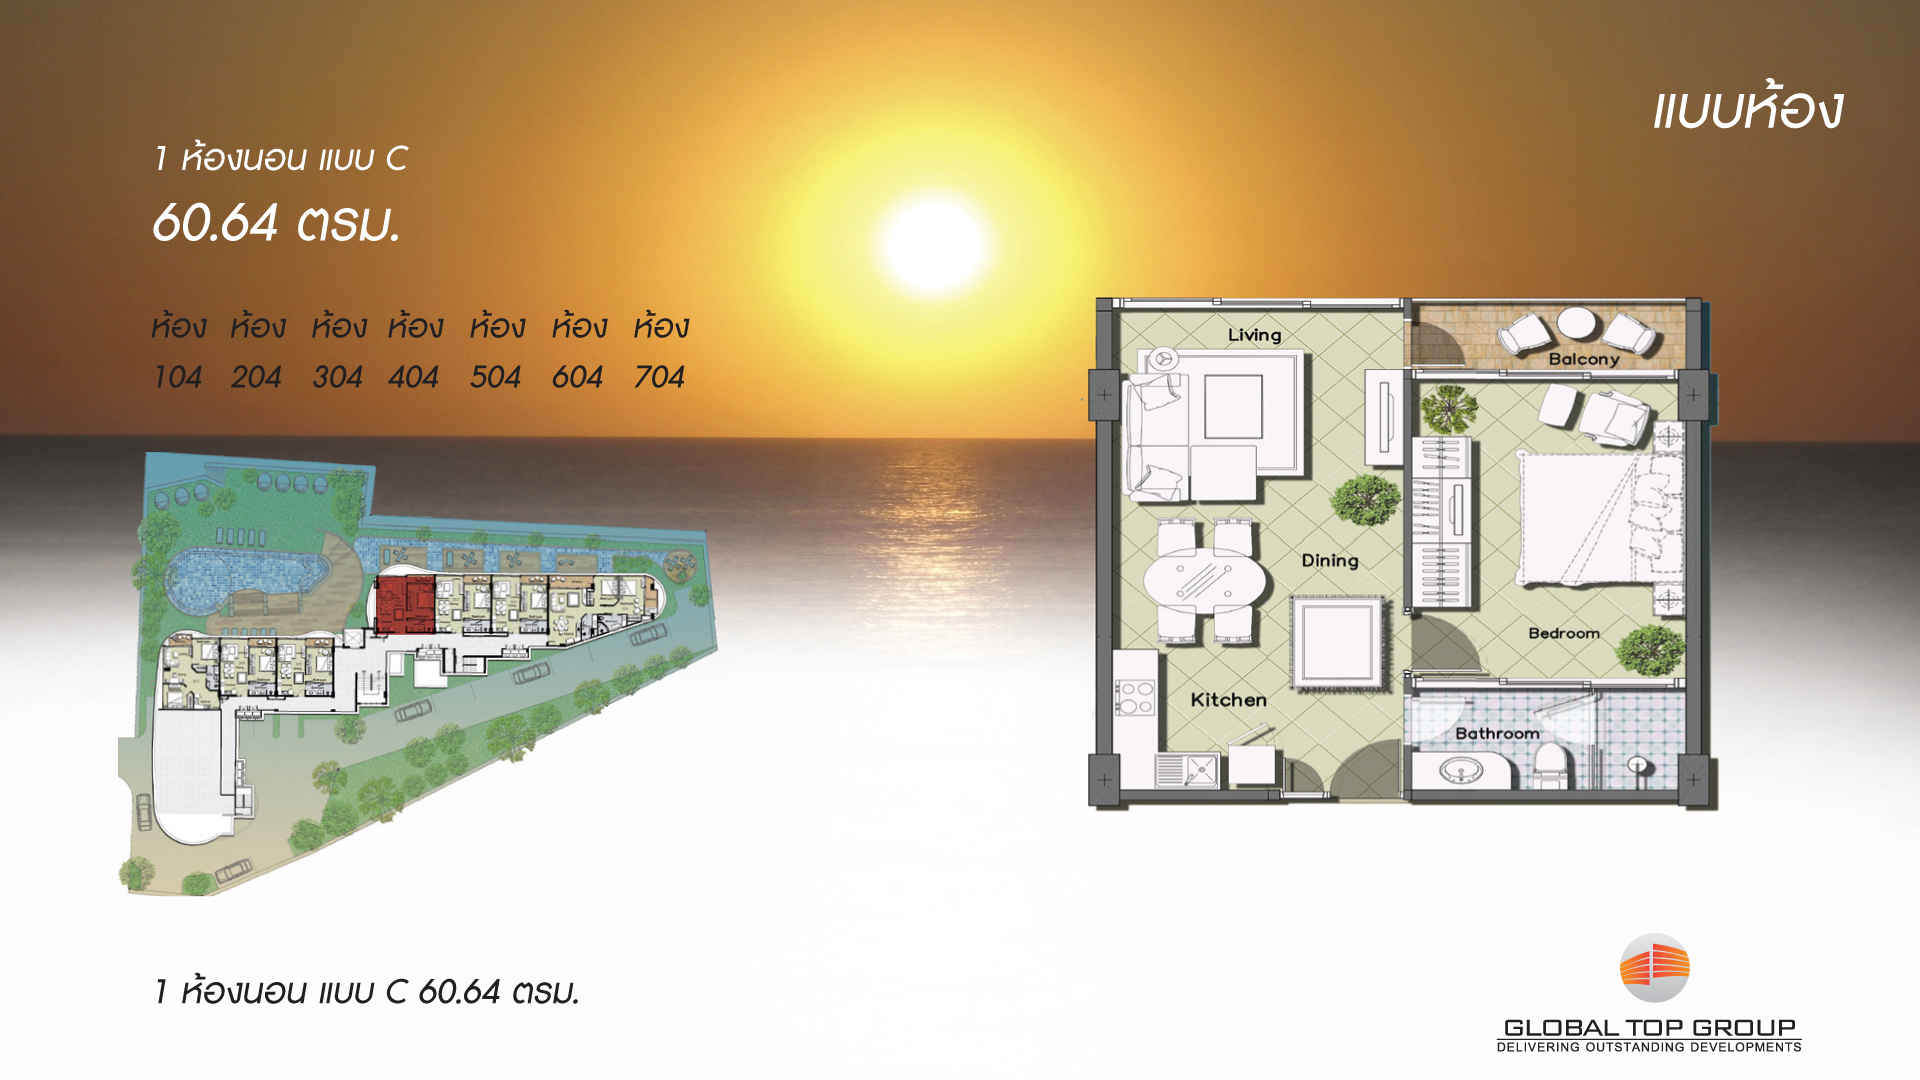 แบบห้อง
1 ห้องนอน แบบ C
60.64 ตรม.
ห้อง ห้อง ห้อง ห้อง ห้อง ห้อง ห้อง
104 204 304 404 504 604 704
Living
Balcony
Dining
Bedroom
Kitchen
Bathroom
1 ห้องนอน แบบ C 60.64 ตรม.
GLOBAL TOP GROUP
DELIVERING OUTSTANDING DEVELOPMENTS